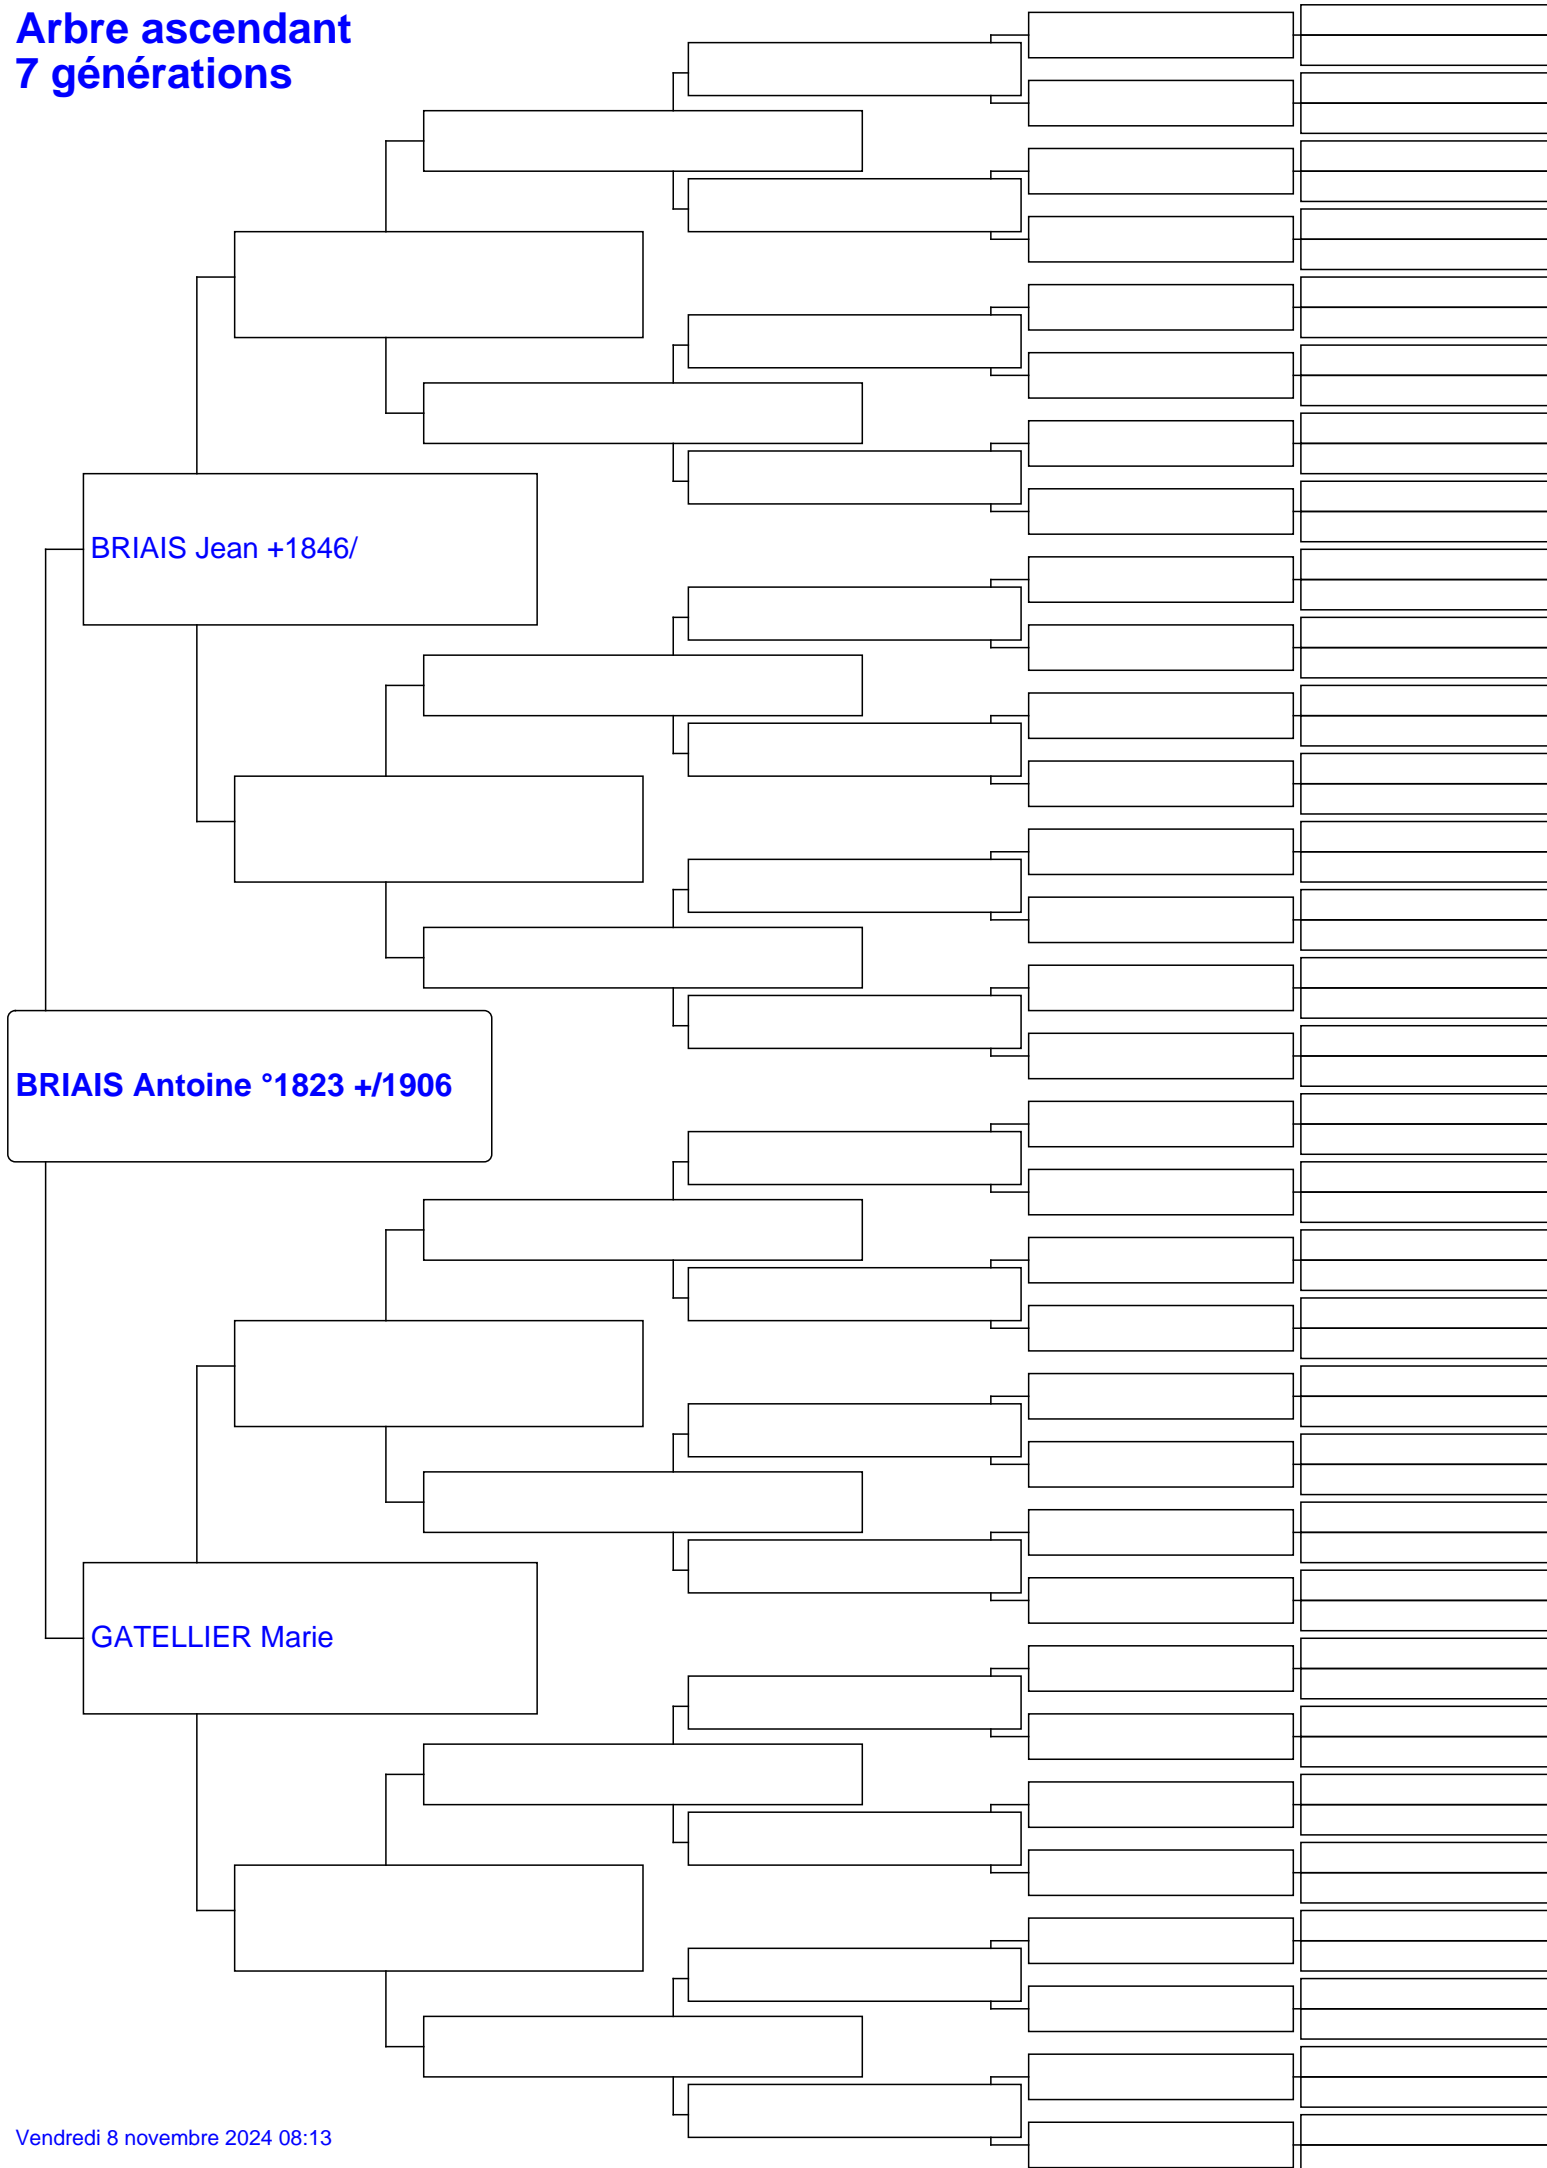 Arbre ascendant
7 générations
BRIAIS Jean +1846/
BRIAIS Antoine °1823 +/1906
GATELLIER Marie
Vendredi 8 novembre 2024 08:13